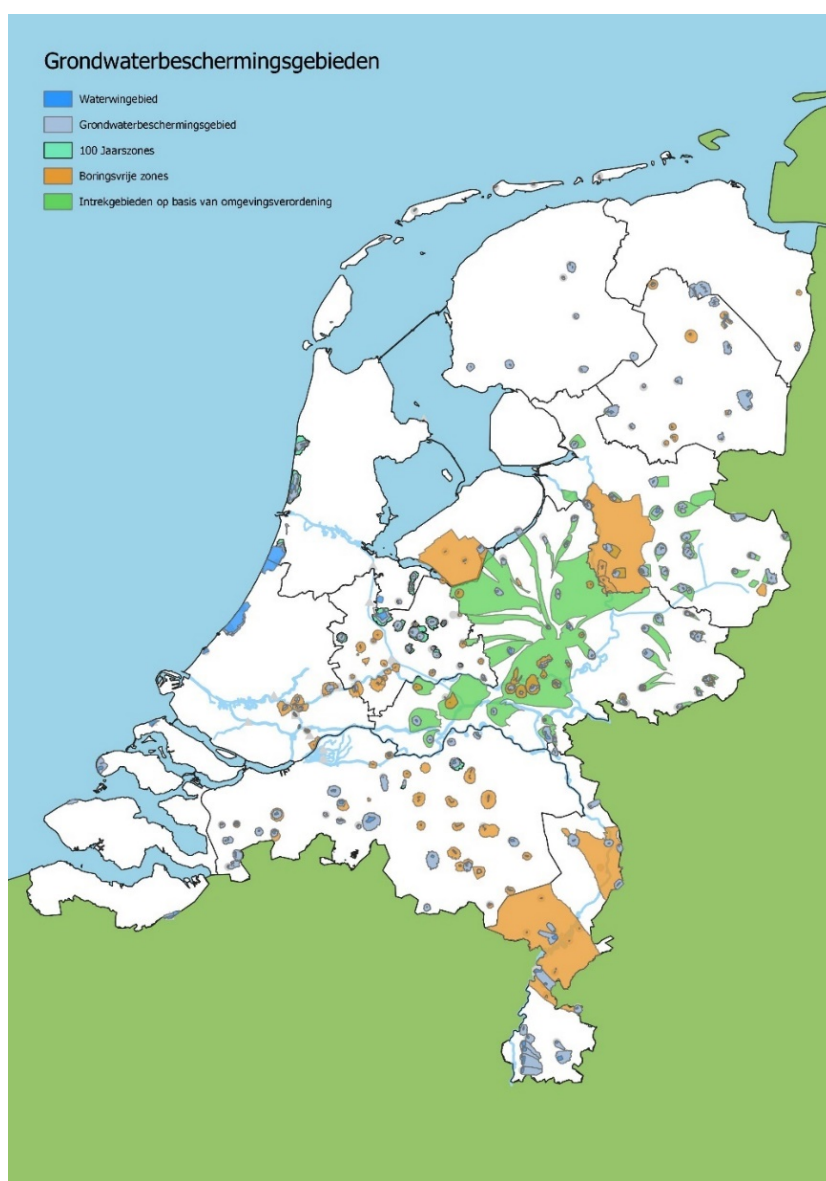 Grondwaterbeschermingsgebieden
Waterwingebied
Grondwaterbeschermingsgebied
100 Jaarszones
Boringsvrije zones
Intrekgebieden op basis van omgevingsverordening